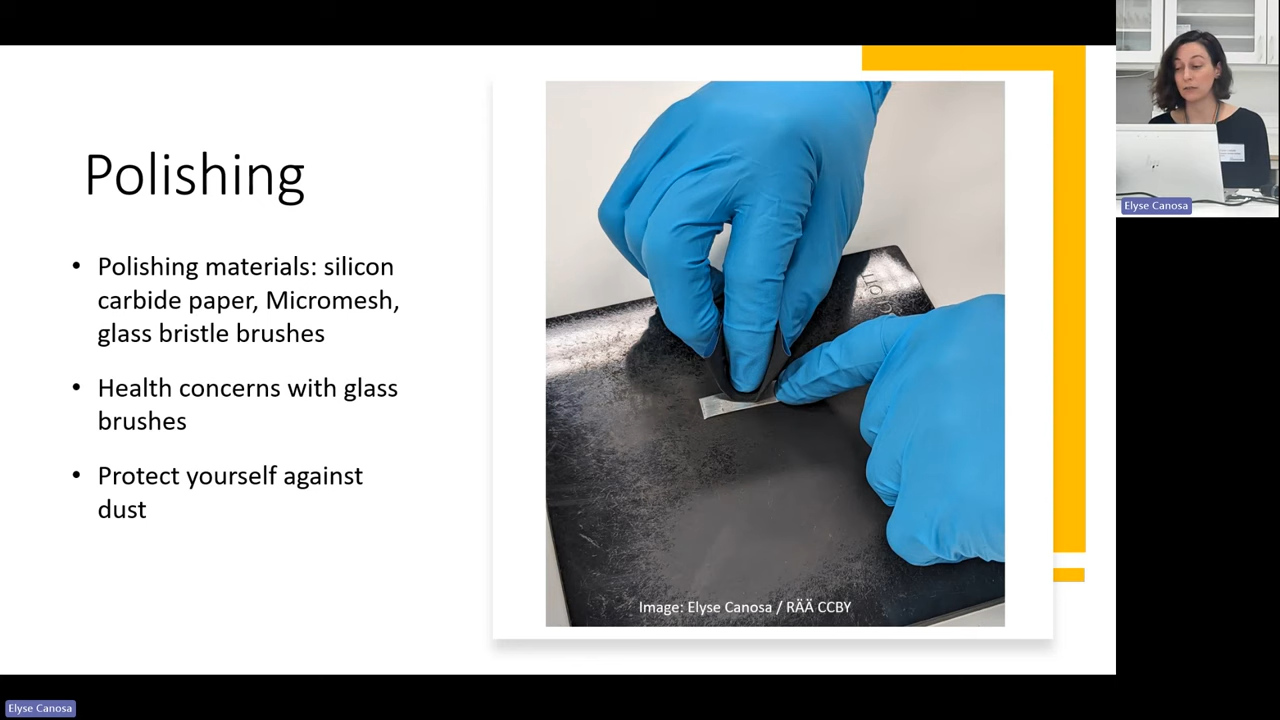 Polishing
• Polishing materials: silicon
carbide paper, Micromesh,
glass bristle brushes
• Health concerns with glass
brushes
• Protect yourself against
dust
Image: Elyse Canosa / RÄÄ CCBY
Elyse Canosa
Elyse Canosa